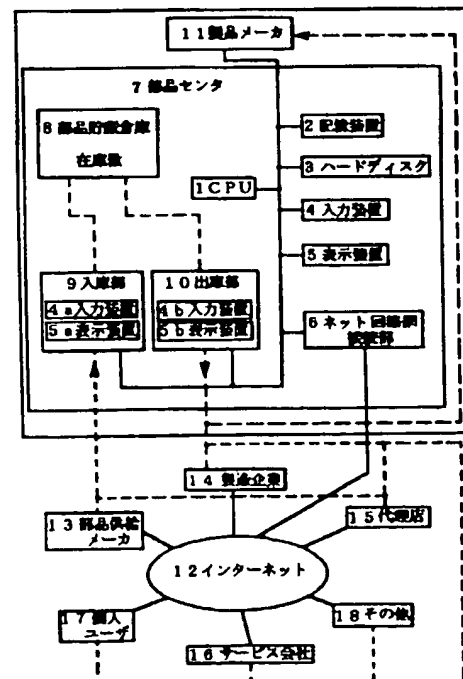 11製品メーカ
7部品センタ
8部品貯蔵倉庫
在庫数
2記憶装置
3ハードディスク
1CPU
4入力装置
5表示装置
9入庫部
4a入力装置
5a表示装置
10出庫部
4b入力装置
5b表示装置
6ネット回路網
接続部
14製造企業
13部品供給
メーカ
15代理店
12インターネット
17個人
ユーザ
18その他
16サービス会社